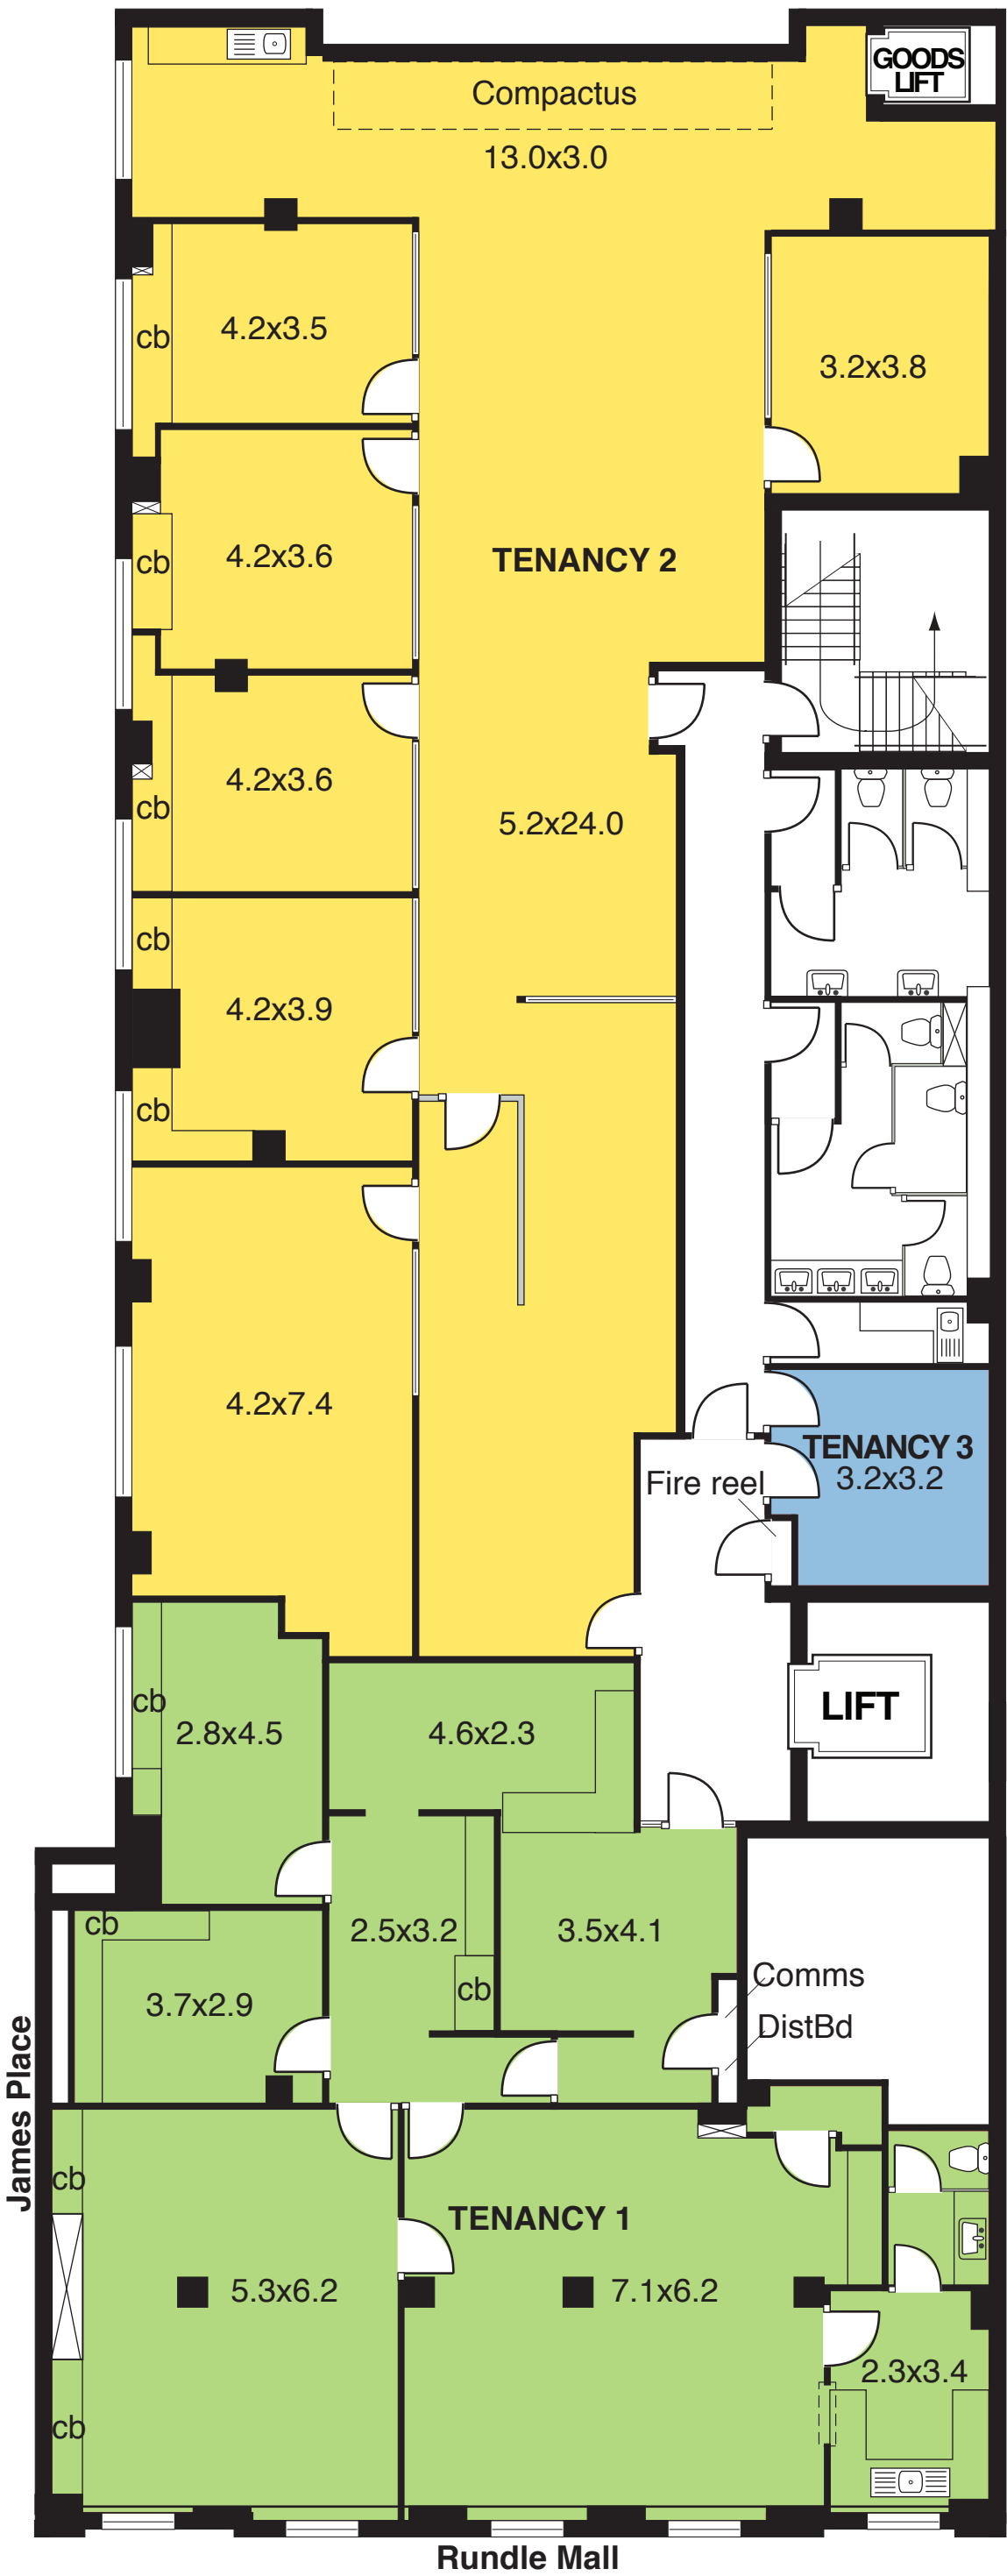 GOODS
LIFT
Compactus
13.0x3.0
4.2x3.5
cb
3.2x3.8
4.2x3.6
cb
TENANCY 2
4.2x3.6
cb
5.2x24.0
cb
4.2x3.9
cb
4.2x7.4
TENANCY 3
3.2x3.2
Fire reel
cb
2.8x4.5
4.6x2.3
LIFT
cb
2.5x3.2
3.5x4.1
cb
3.7x2.9
Comms
DistBd
James Place
cb
TENANCY 1
5.3x6.2
7.1x6.2
2.3x3.4
cb
Rundle Mall